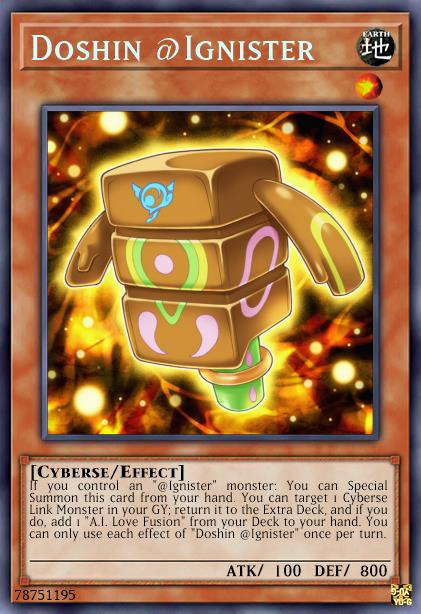 Doshin @Ignister
EARTH
地
[Cyberse/Effect]
If you control an "@Ignister" monster: You can Special
Summon this card from your hand. You can target 1 Cyberse
Link Monster in your GY; return it to the Extra Deck, and if you
do, add 1 "A.I. Love Fusion" from your Deck to your hand. You
can only use each effect of "Doshin @Ignister" once per turn.
ATK/ 100 DEF/ 800
78751195